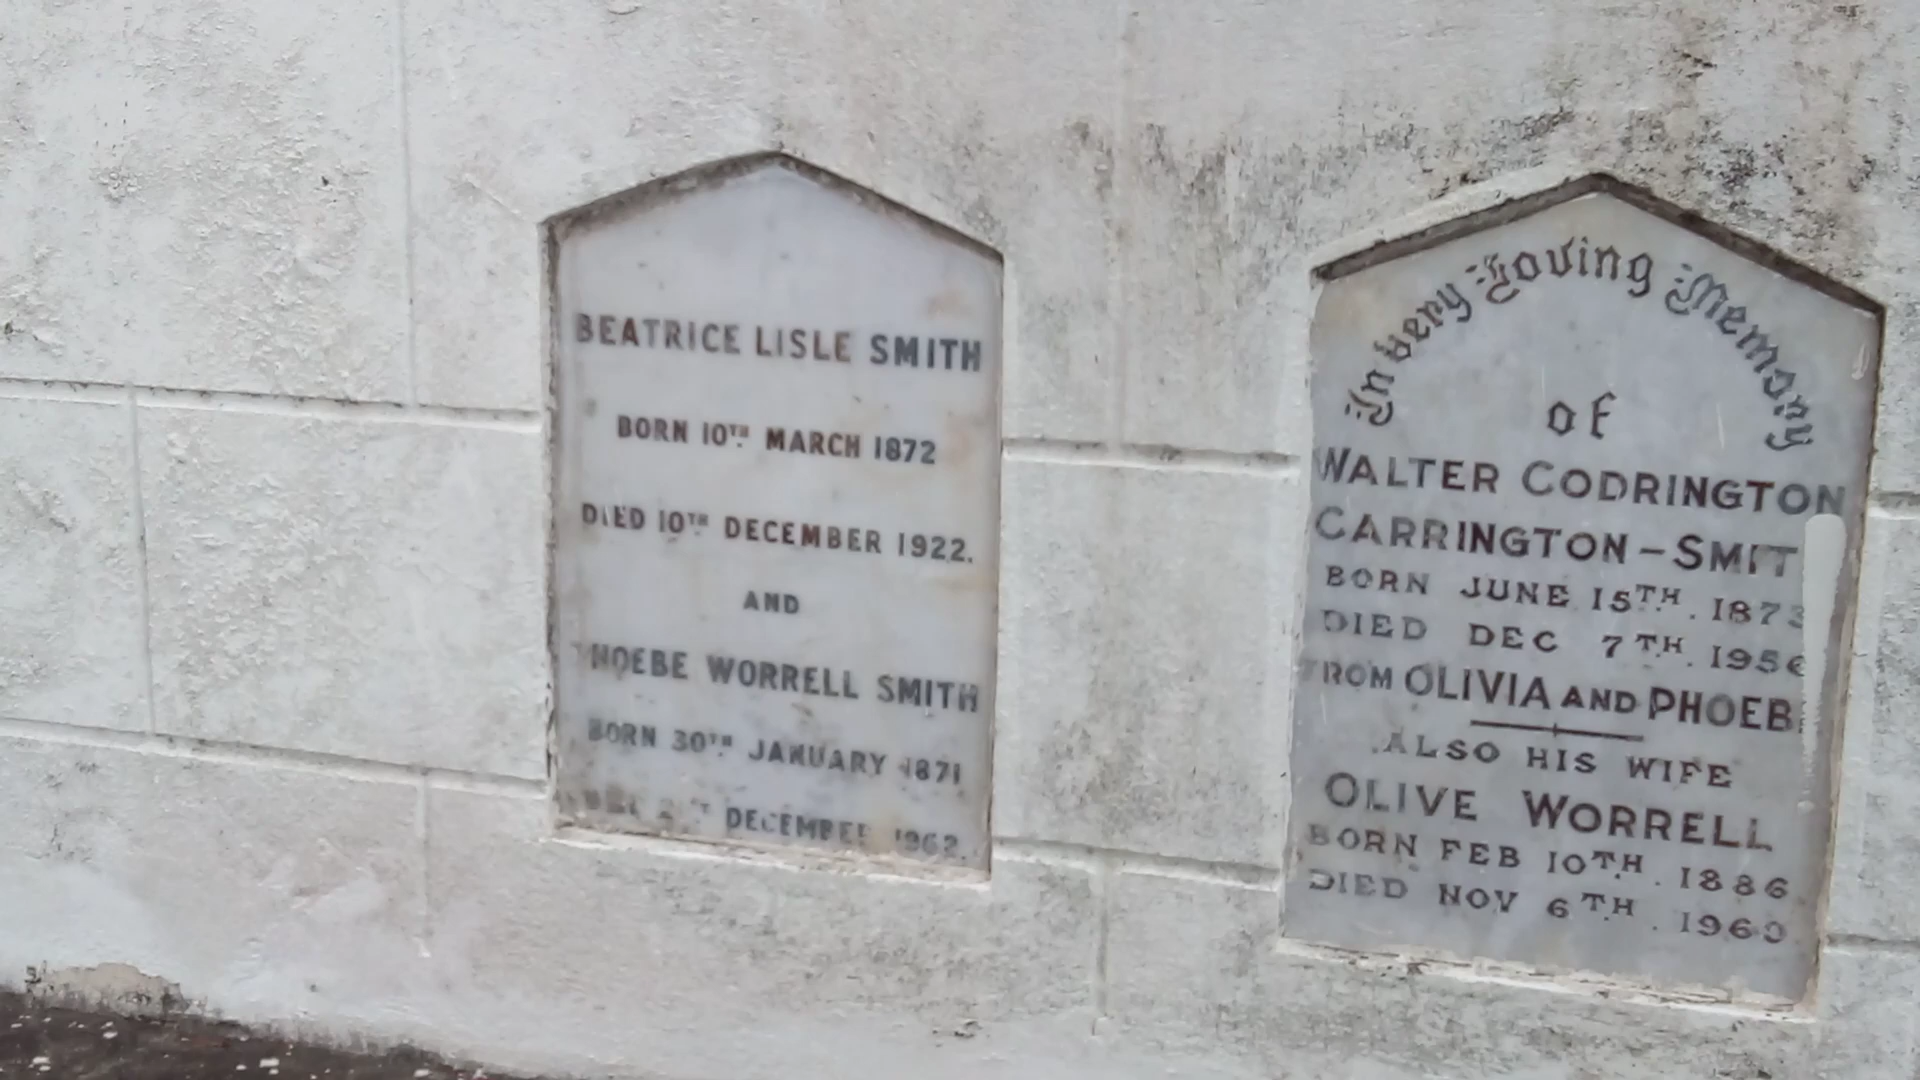 BEATRICE LISLE SMITH
BORN 10TH MARCH 1872
DIED 10TH DECEMBER 1922.
AND
PHOEBE WORRELL SMITH
BORN 30TH JANUARY 1871
DECEMBER 1962.
In very Loving Memory
of
WALTER CODRINGTON
CARRINGTON-SMIT
BORN JUNE 15TH. 1873
DIED DEC 7TH. 1956
FROM OLIVIA AND PHOEBE
ALSO HIS WIFE
OLIVE WORRELL
BORN FEB 10TH. 1886
DIED NOV 6TH.